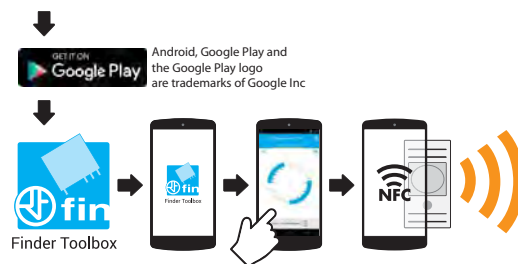 GET IT ON
Google Play
Android, Google Play and
the Google Play logo
are trademarks of Google Inc
fin
Finder Toolbox
fin
Finder Toolbox
NFC